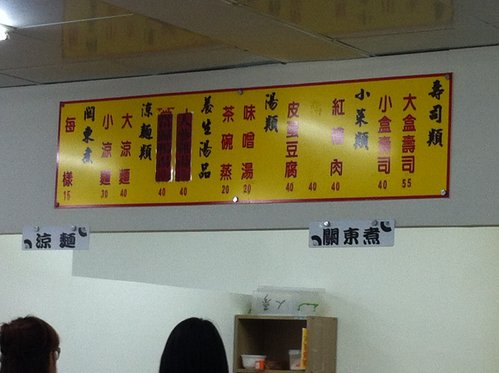 壽司類
大盒壽司 55
小盒壽司 40
小菜類
紅糟肉 40
40
皮蛋豆腐 40
湯類
味噌湯 20
茶碗蒸 20
養生湯品
40
40
涼麵類
大涼麵 40
小涼麵 30
關東煮
每樣 15
涼麵
關東煮